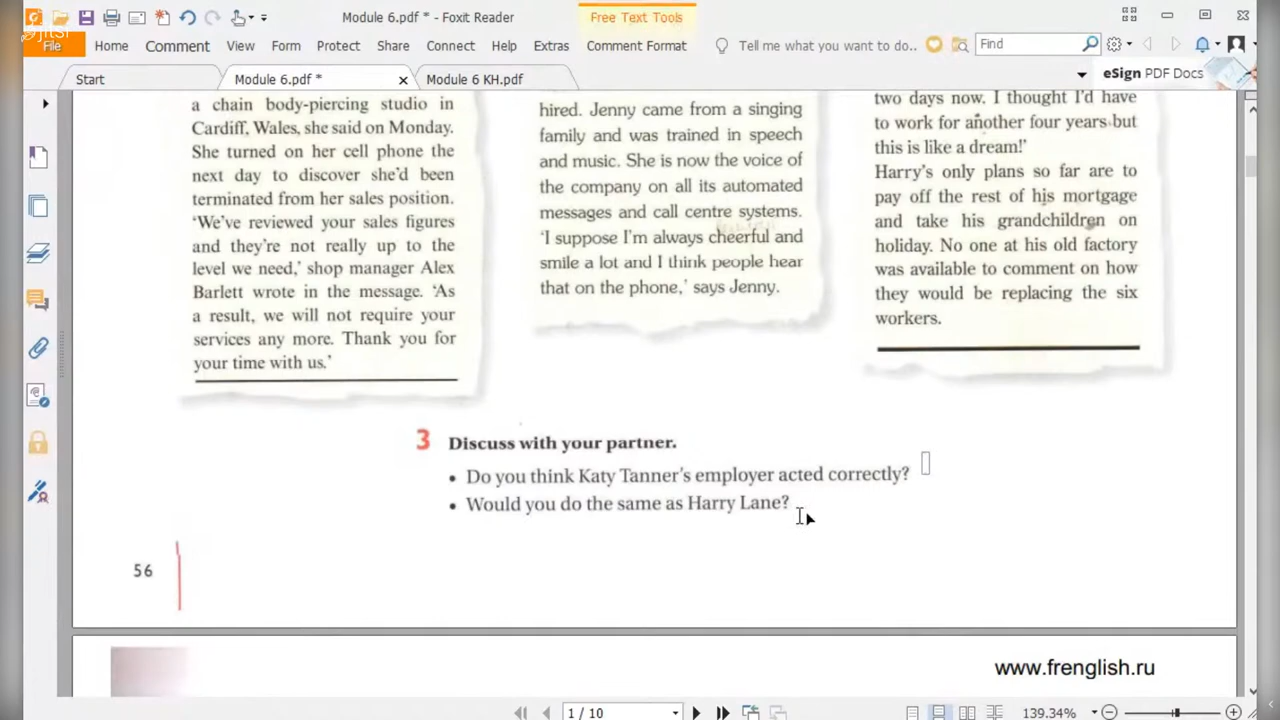 Module 6.pdf * - Foxit Reader
Free Text Tools
Jitsi
File
Home
Comment
View
Form
Protect
Share
Connect
Help
Extras
Comment Format
Tell me what you want to do..
Find
Start
Module 6.pdf *
Module 6 KH.pdf
eSign PDF Docs
a chain body-piercing studio in
Cardiff, Wales, she said on Monday.
She turned on her cell phone the
next day to discover she'd been
terminated from her sales position.
'We've reviewed your sales figures
and they're not really up to the
level we need,' shop manager Alex
Barlett wrote in the message. 'As
a result, we will not require your
services any more. Thank you for
your time with us.'
hired. Jenny came from a singing
family and was trained in speech
and music. She is now the voice of
the company on all its automated
messages and call centre systems.
'I suppose I'm always cheerful and
smile a lot and I think people hear
that on the phone,' says Jenny.
two days now. I thought I'd have
to work for another four years but
this is like a dream!'
Harry's only plans so far are to
pay off the rest of his mortgage
and take his grandchildren on
holiday. No one at his old factory
was available to comment on how
they would be replacing the six
workers.
3 Discuss with your partner.
• Do you think Katy Tanner's employer acted correctly?
• Would you do the same as Harry Lane?
56
www.frenglish.ru
1 / 10
139.34%